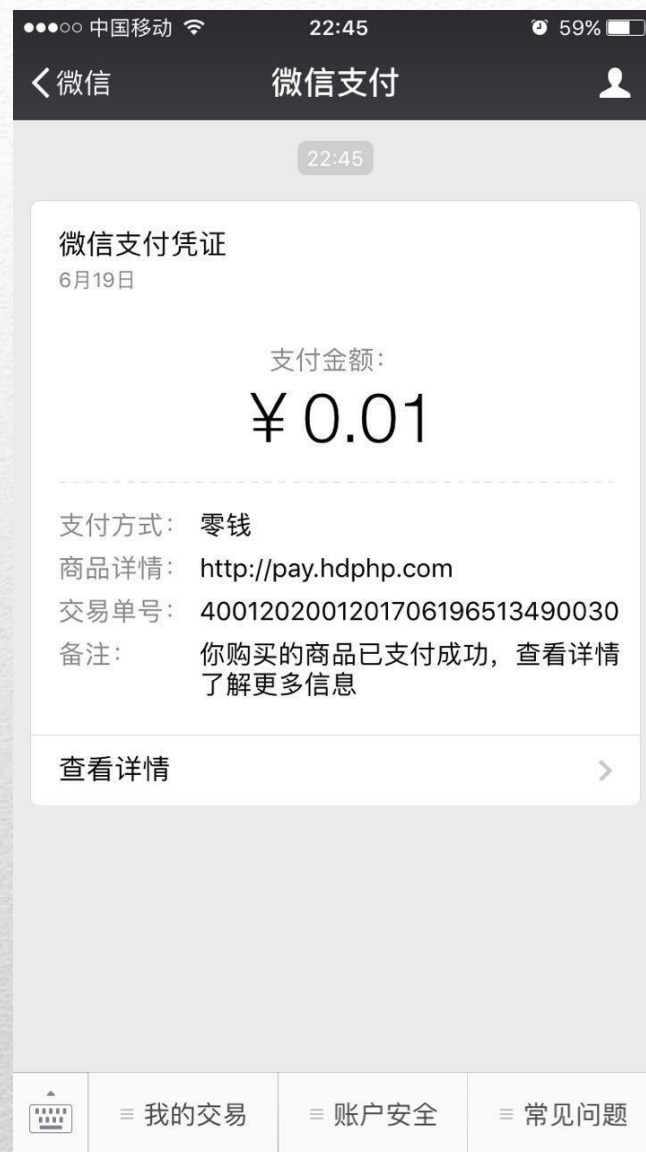 中国移动 22:45 59%
微信 微信支付
22:45
微信支付凭证
6月19日
支付金额:
¥0.01
支付方式: 零钱
商品详情: http://pay.hdphp.com
交易单号: 4001202001201706196513490030
备注: 你购买的商品已支付成功，查看详情
了解更多信息
查看详情
我的交易 账户安全 常见问题